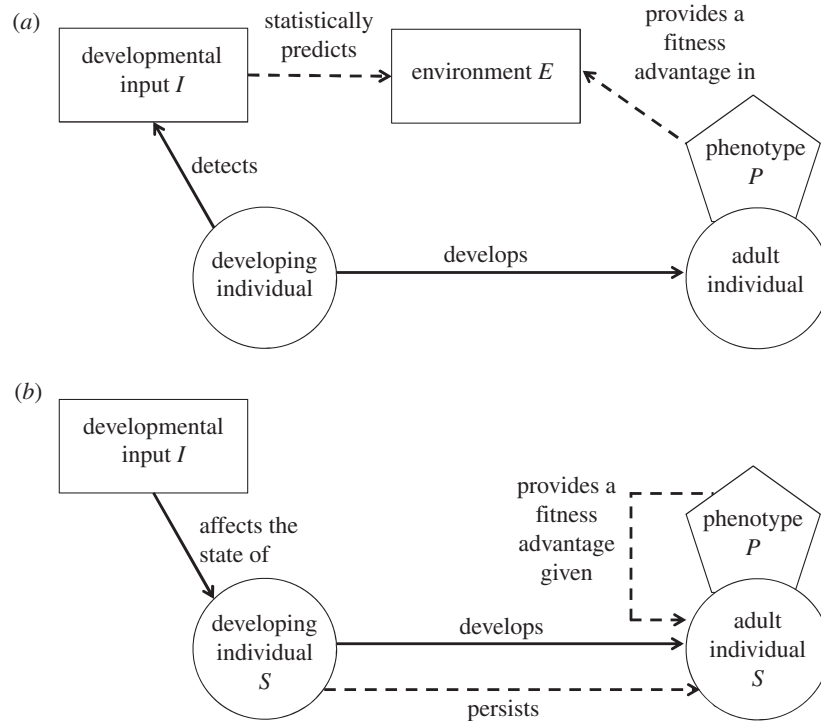 (a)
developmental
input I
statistically
predicts
environment E
provides a
fitness
advantage in
phenotype
P
detects
developing
individual
develops
adult
individual
(b)
developmental
input I
affects the
state of
provides a
fitness
advantage
given
phenotype
P
developing
individual
S
develops
adult
individual
S
persists